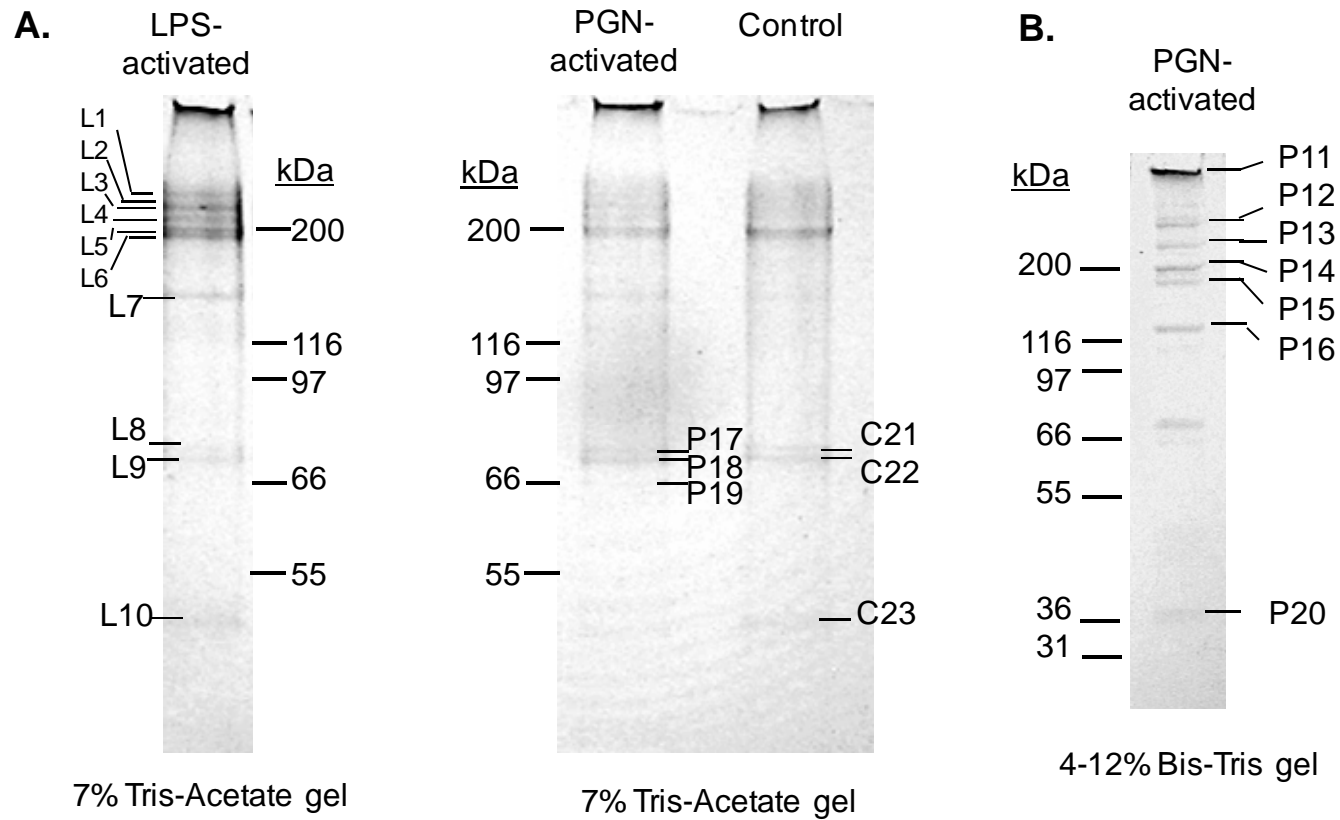 A.
LPS-
activated
L1
L2
L3
L4
L5
L6
L7
L8
L9
L10
kDa
200
116
97
66
55
7% Tris-Acetate gel
PGN-
activated
Control
kDa
200
116
97
66
55
P17
P18
P19
C21
C22
C23
7% Tris-Acetate gel
B.
PGN-
activated
kDa
200
116
97
66
55
36
31
P11
P12
P13
P14
P15
P16
P20
4-12% Bis-Tris gel